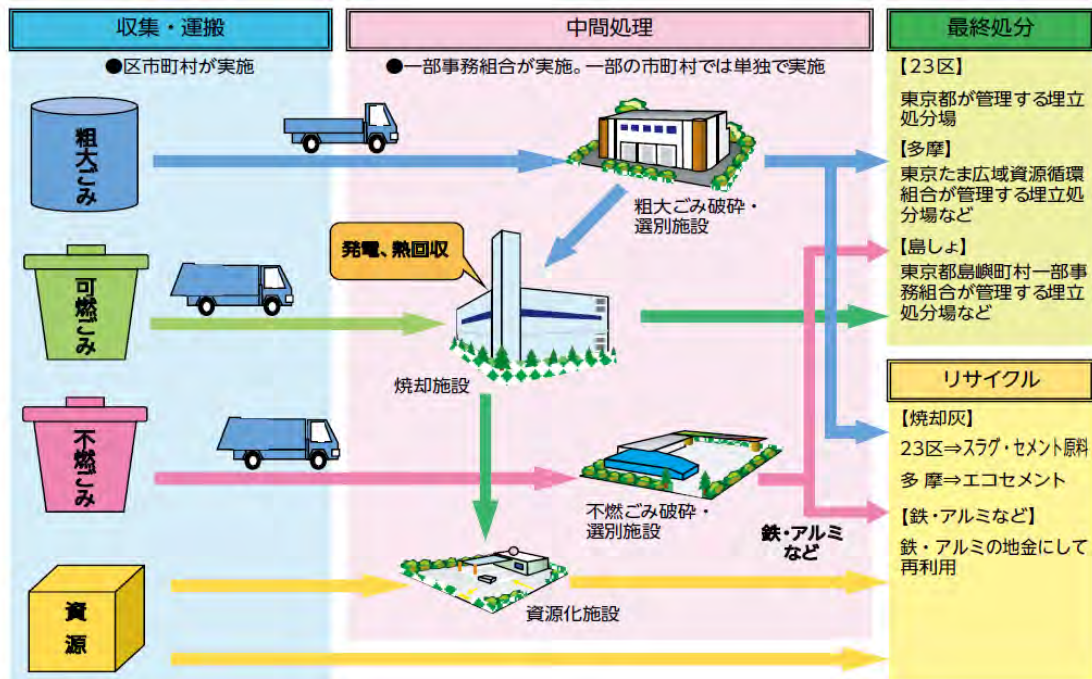 収集・運搬
●区市町村が実施
粗大ごみ
可燃ごみ
不燃ごみ
資源
中間処理
●一部事務組合が実施。一部の市町村では単独で実施
粗大ごみ破砕・
選別施設
発電、熱回収
焼却施設
不燃ごみ破砕・
選別施設
鉄・アルミ
など
資源化施設
最終処分
【23区】
東京都が管理する埋立
処分場
【多摩】
東京たま広域資源循環
組合が管理する埋立処
分場など
【島しょ】
東京都島嶼町村一部事
務組合が管理する埋立
処分場など
リサイクル
【焼却灰】
23区⇒スラグ・セメント原料
多 摩⇒エコセメント
【鉄・アルミなど】
鉄・アルミの地金にして
再利用